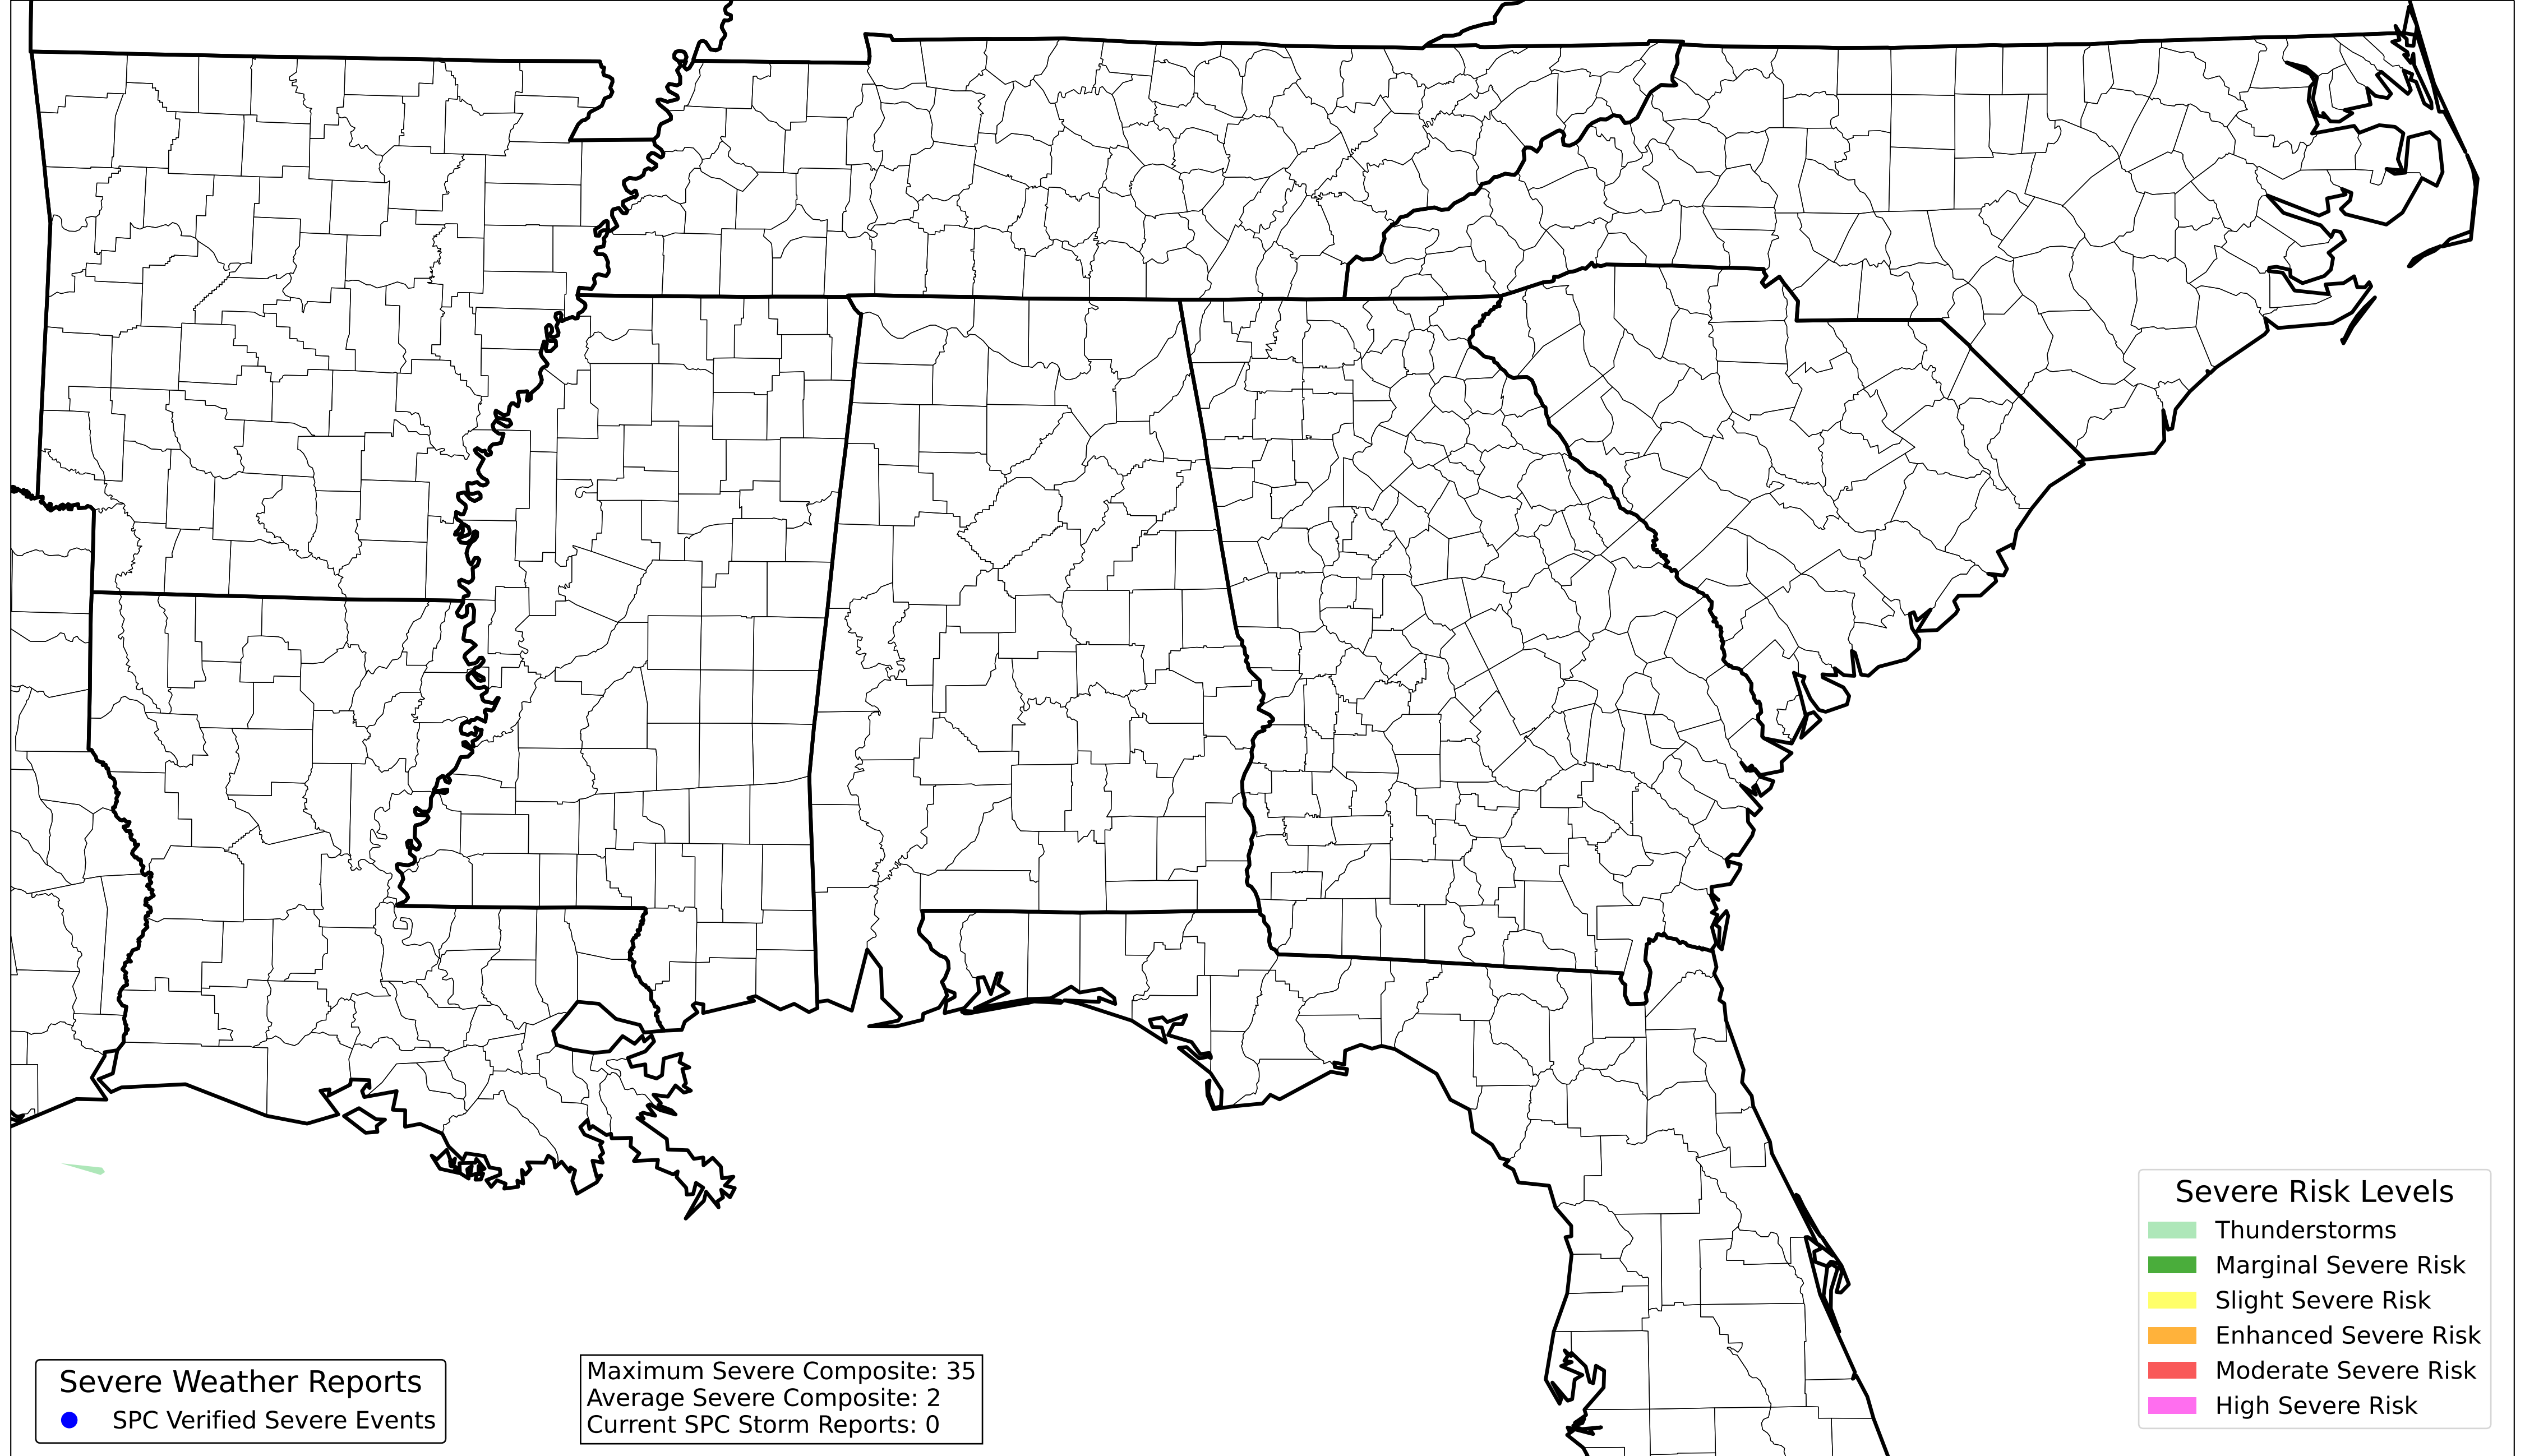 Severe Weather Reports
SPC Verified Severe Events
Maximum Severe Composite: 35
Average Severe Composite: 2
Current SPC Storm Reports: 0
Severe Risk Levels
Thunderstorms
Marginal Severe Risk
Slight Severe Risk
Enhanced Severe Risk
Moderate Severe Risk
High Severe Risk